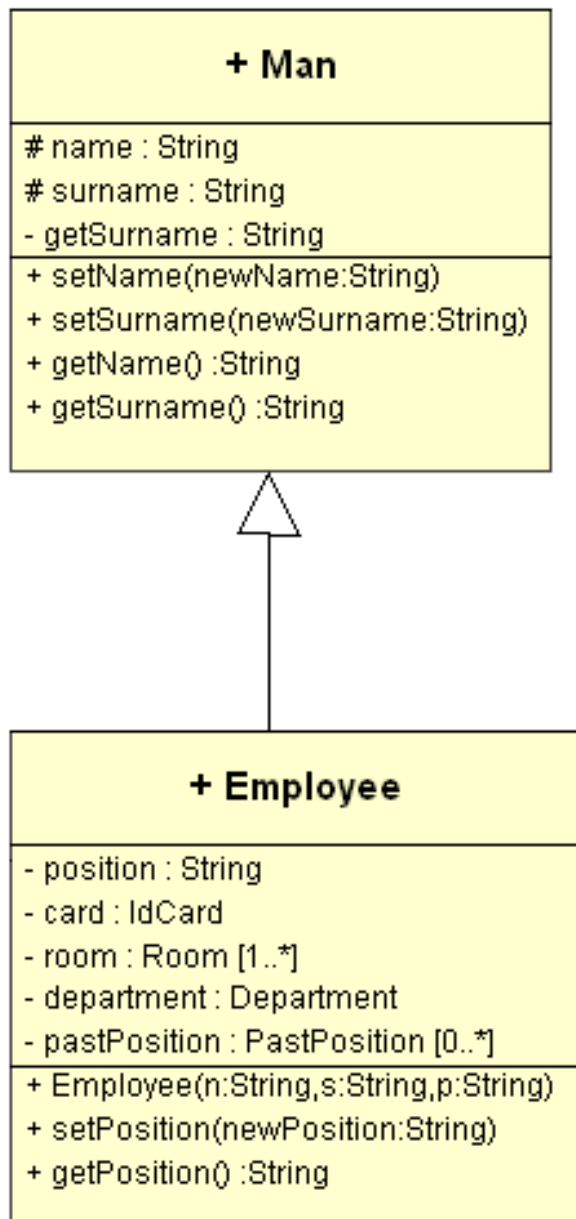 + Man
# name : String
# surname : String
- getSurname : String
+ setName(newName:String)
+ setSurname(newSurname:String)
+ getName() :String
+ getSurname() :String
+ Employee
- position : String
- card : IdCard
- room : Room [1..*]
- department : Department
- pastPosition : PastPosition [0..*]
+ Employee(n:String,s:String,p:String)
+ setPosition(newPosition:String)
+ getPosition() :String